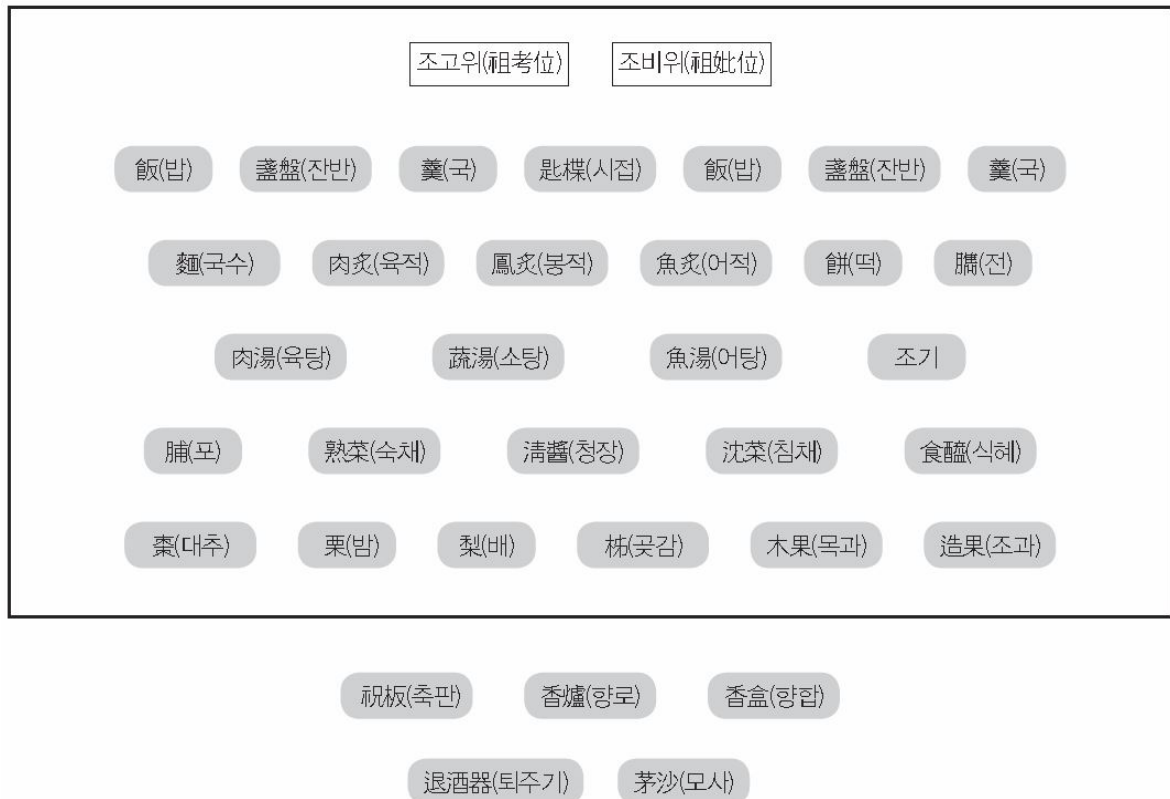 조고위(祖考位) 조비위(祖妣位)
飯(밥) 盞盤(잔반) 羹(국) 匙楪(시접) 飯(밥) 盞盤(잔반) 羹(국)
麵(국수) 肉炙(육적) 鳳炙(봉적) 魚炙(어적) 餠(떡) 臇(전)
肉湯(육탕) 蔬湯(소탕) 魚湯(어탕) 조기
脯(포) 熟菜(숙채) 淸醬(청장) 沈菜(침채) 食醯(식혜)
棗(대추) 栗(밤) 梨(배) 柹(곶감) 木果(목과) 造果(조과)
祝板(축판) 香爐(향로) 香盒(향합)
退酒器(퇴주기) 茅沙(모사)